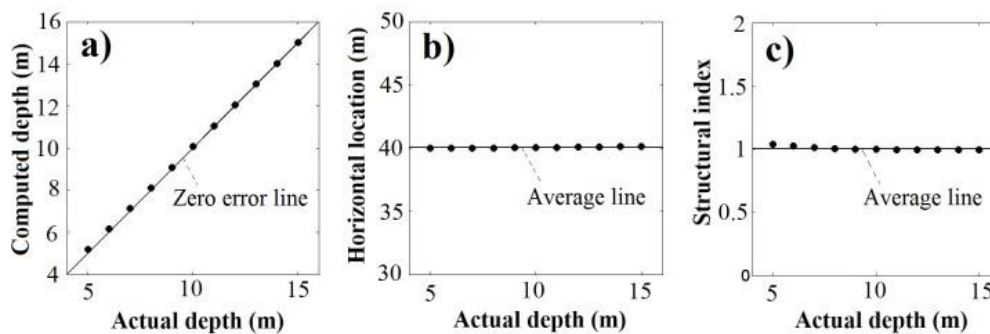 a)
Computed depth (m)
16
14
12
10
8
6
4
Zero error line
5
10
15
Actual depth (m)
b)
Horizontal location (m)
50
45
40
35
30
Average line
5
10
15
Actual depth (m)
c)
Structural index
2
1.5
1
0.5
0
Average line
5
10
15
Actual depth (m)